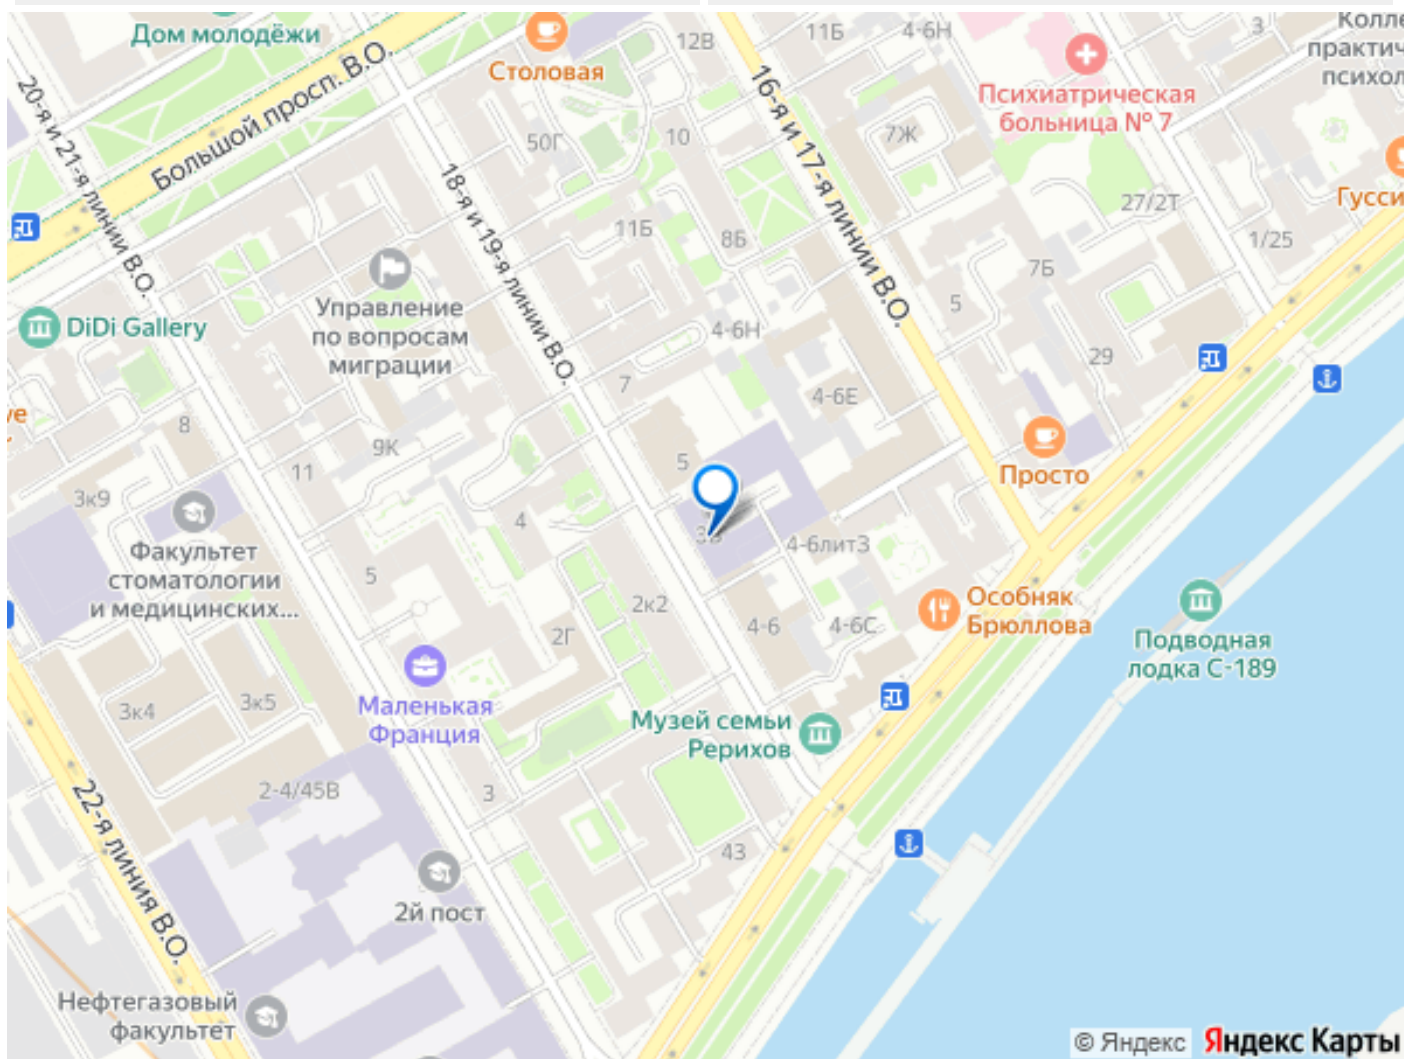 Дом молодёжи
Столовая
12В
11Б
4-6Н
3
Колле
практич
психол
20-я и 21-я линии В.О.
Большой просп. В.О.
16-я и 17-я линии В.О.
Психиатрическая
больница № 7
50Г
10
7Ж
Гусси
18-я и 19-я линии В.О.
27/2Т
11Б
8Б
1/25
7Б
Управление
по вопросам
миграции
DiDi Gallery
4-6Н
5
29
7
4-6Е
8
9К
11
5
Просто
3к9
4
Факультет
стоматологии
и медицинских...
4-6литЗ
5
2к2
4-6
4-6С
Особняк
Брюллова
2Г
Подводная
лодка С-189
3к4
3к5
Маленькая
Франция
Музей семьи
Рерихов
2-4/45В
3
22-я линия В.О.
43
2й пост
Нефтегазовый
факультет
© Яндекс Яндекс Карты